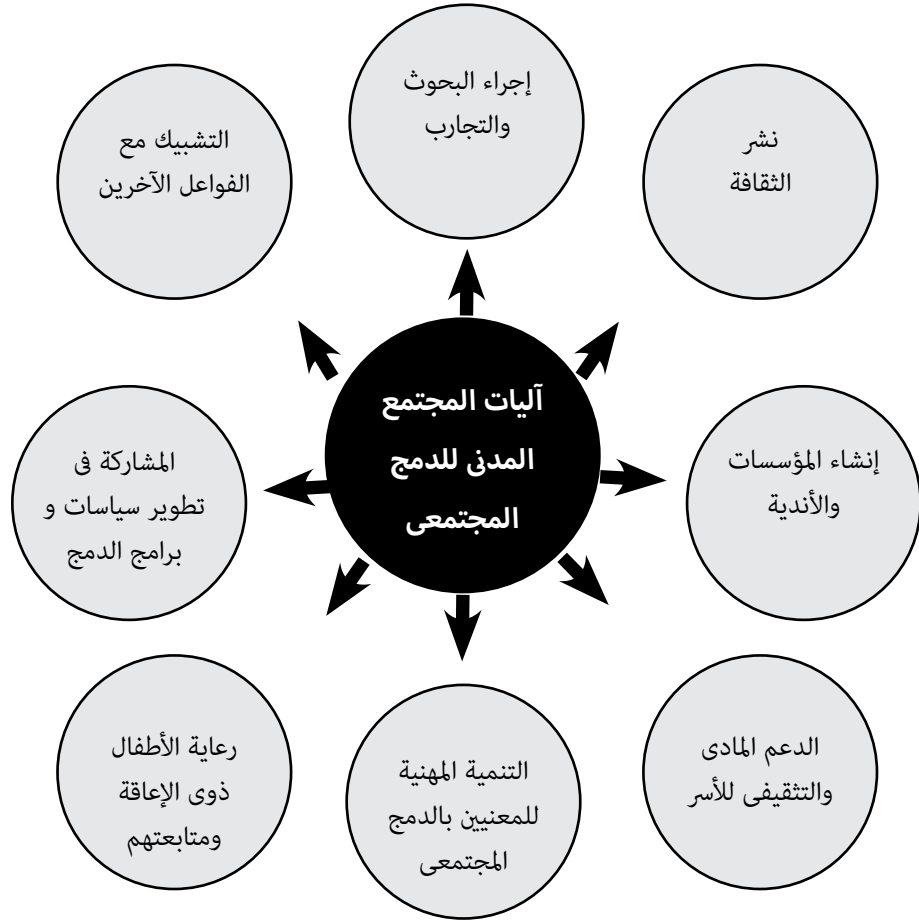 إجراء البحوث
والتجارب
نشر
الثقافة
إنشاء المؤسسات
والأندية
الدعم المادى
والتثقيفى للأسر
التنمية المهنية
للمعنيين بالدمج
المجتمعى
رعاية الأطفال
ذوى الإعاقة
ومتابعتهم
المشاركة فى
تطوير سياسات و
برامج الدمج
التشبيك مع
الفواعل الآخرين
آليات المجتمع
المدنى للدمج
المجتمعى